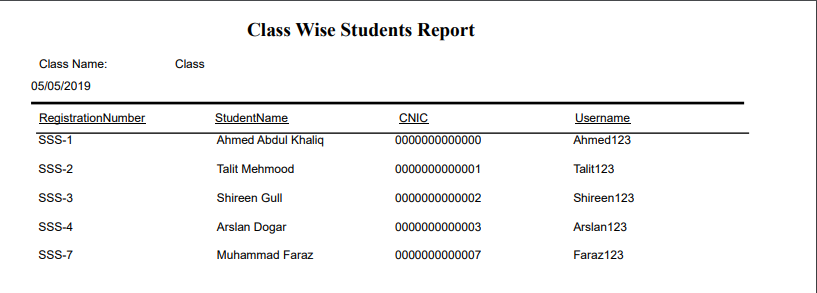 Class Wise Students Report
Class Name: Class
05/05/2019
RegistrationNumber StudentName CNIC Username
SSS-1 Ahmed Abdul Khaliq 0000000000000 Ahmed123
SSS-2 Talit Mehmood 0000000000001 Talit123
SSS-3 Shireen Gull 0000000000002 Shireen123
SSS-4 Arslan Dogar 0000000000003 Arslan123
SSS-7 Muhammad Faraz 0000000000007 Faraz123